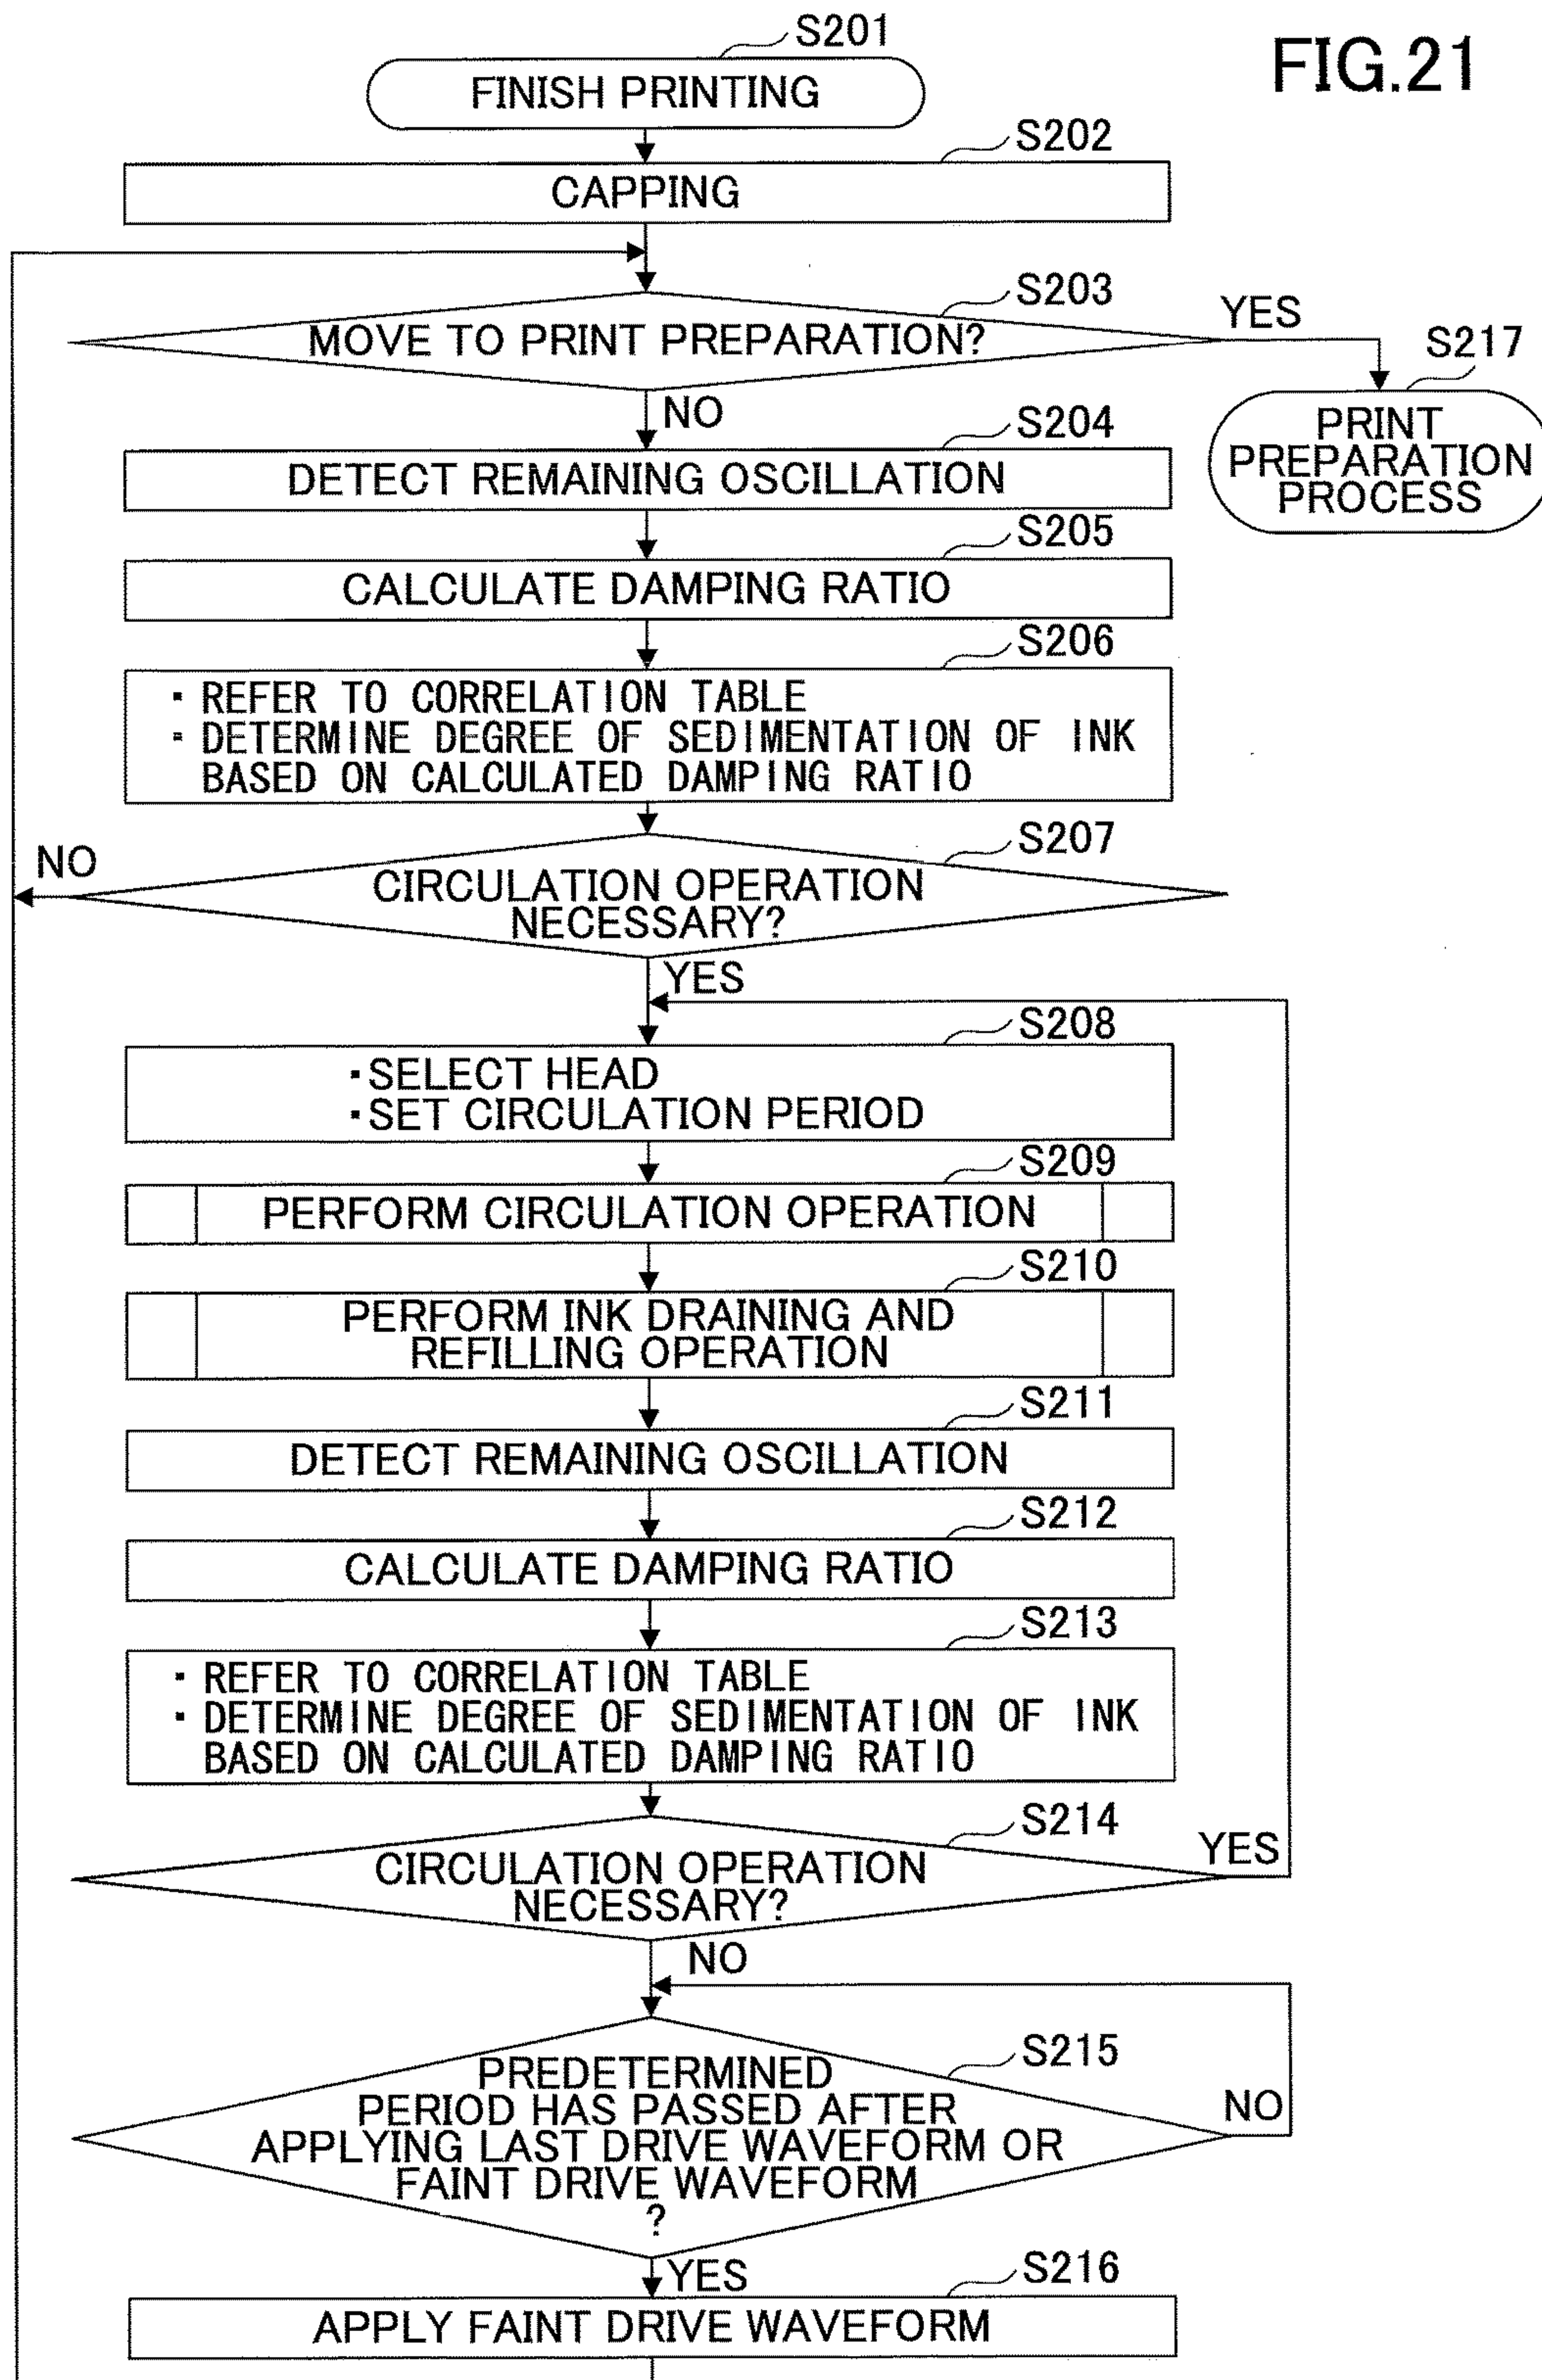 FIG.21
S201
FINISH PRINTING
S202
CAPPING
S203
MOVE TO PRINT PREPARATION?
YES
S217
PRINT
PREPARATION
PROCESS
NO
S204
DETECT REMAINING OSCILLATION
S205
CALCULATE DAMPING RATIO
S206
・REFER TO CORRELATION TABLE
・DETERMINE DEGREE OF SEDIMENTATION OF INK
BASED ON CALCULATED DAMPING RATIO
S207
NO
CIRCULATION OPERATION
NECESSARY?
YES
S208
・SELECT HEAD
・SET CIRCULATION PERIOD
S209
PERFORM CIRCULATION OPERATION
S210
PERFORM INK DRAINING AND
REFILLING OPERATION
S211
DETECT REMAINING OSCILLATION
S212
CALCULATE DAMPING RATIO
S213
・REFER TO CORRELATION TABLE
・DETERMINE DEGREE OF SEDIMENTATION OF INK
BASED ON CALCULATED DAMPING RATIO
S214
YES
CIRCULATION OPERATION
NECESSARY?
NO
S215
PREDETERMINED
PERIOD HAS PASSED AFTER
APPLYING LAST DRIVE WAVEFORM OR
FAINT DRIVE WAVEFORM
?
NO
YES
S216
APPLY FAINT DRIVE WAVEFORM